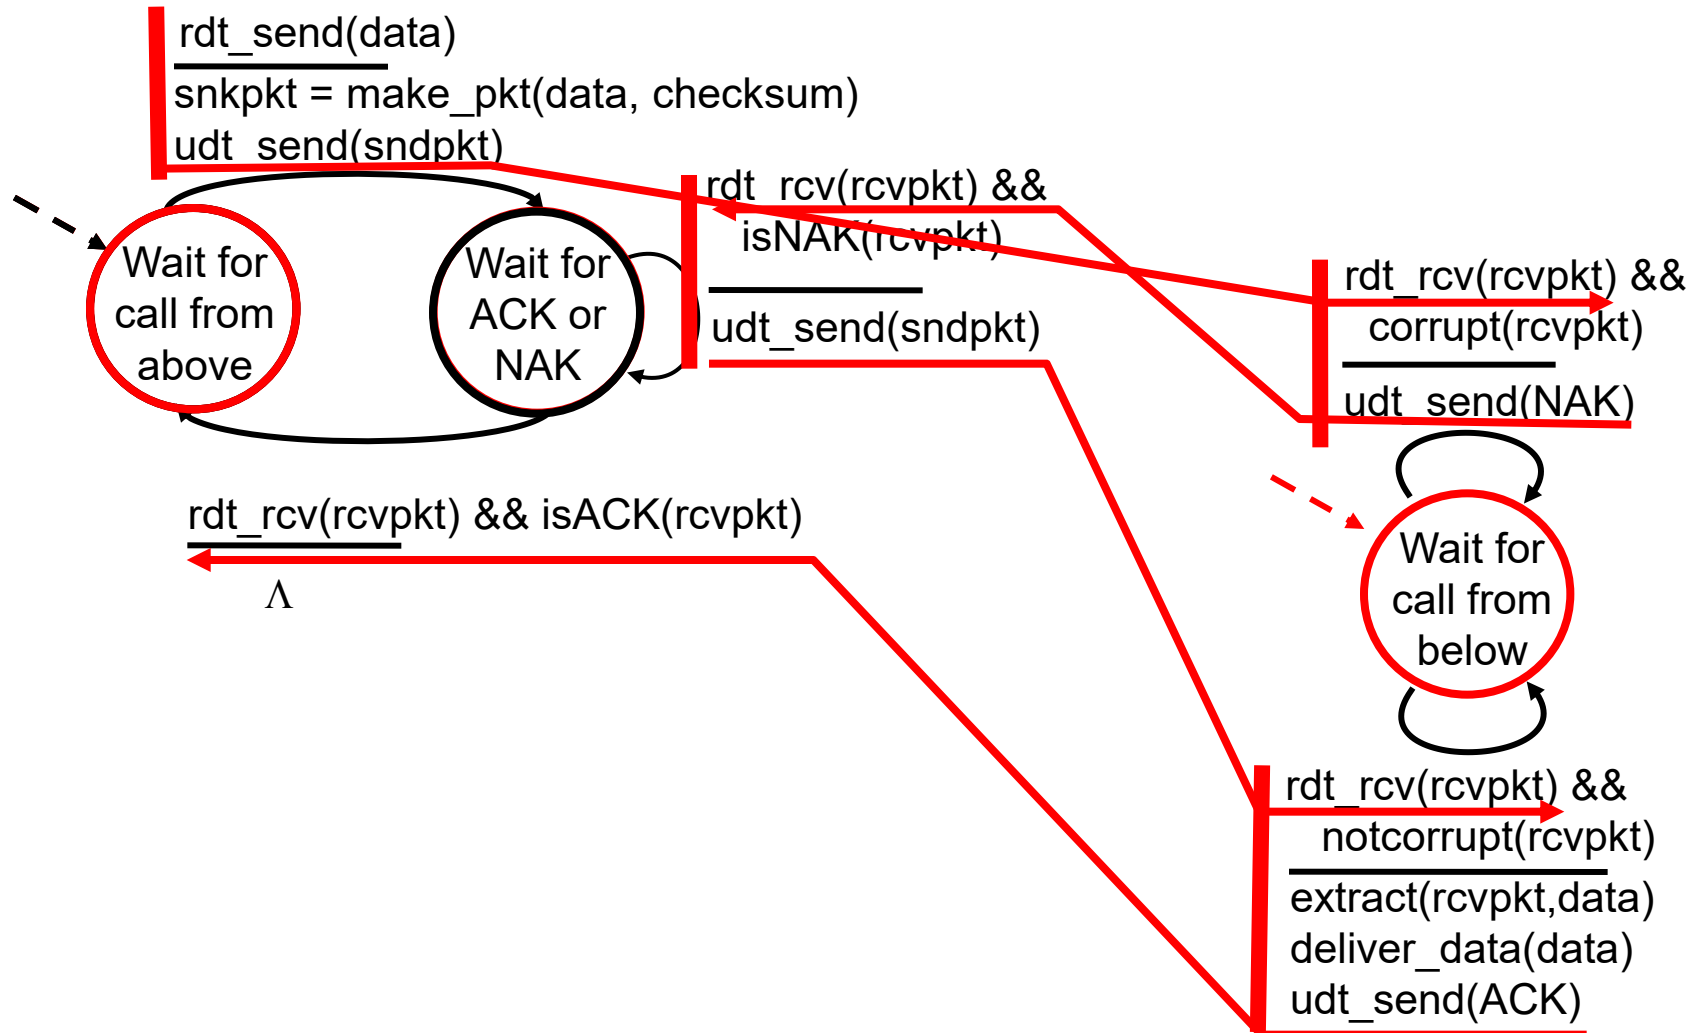 rdt_send(data)
snkpkt = make_pkt(data, checksum)
udt_send(sndpkt)
Wait for
call from
above
Wait for
ACK or
NAK
rdt_rcv(rcvpkt) &&
isNAK(rcvpkt)
udt_send(sndpkt)
rdt_rcv(rcvpkt) && isACK(rcvpkt)
Λ
rdt_rcv(rcvpkt) &&
corrupt(rcvpkt)
udt_send(NAK)
Wait for
call from
below
rdt_rcv(rcvpkt) &&
notcorrupt(rcvpkt)
extract(rcvpkt,data)
deliver_data(data)
udt_send(ACK)